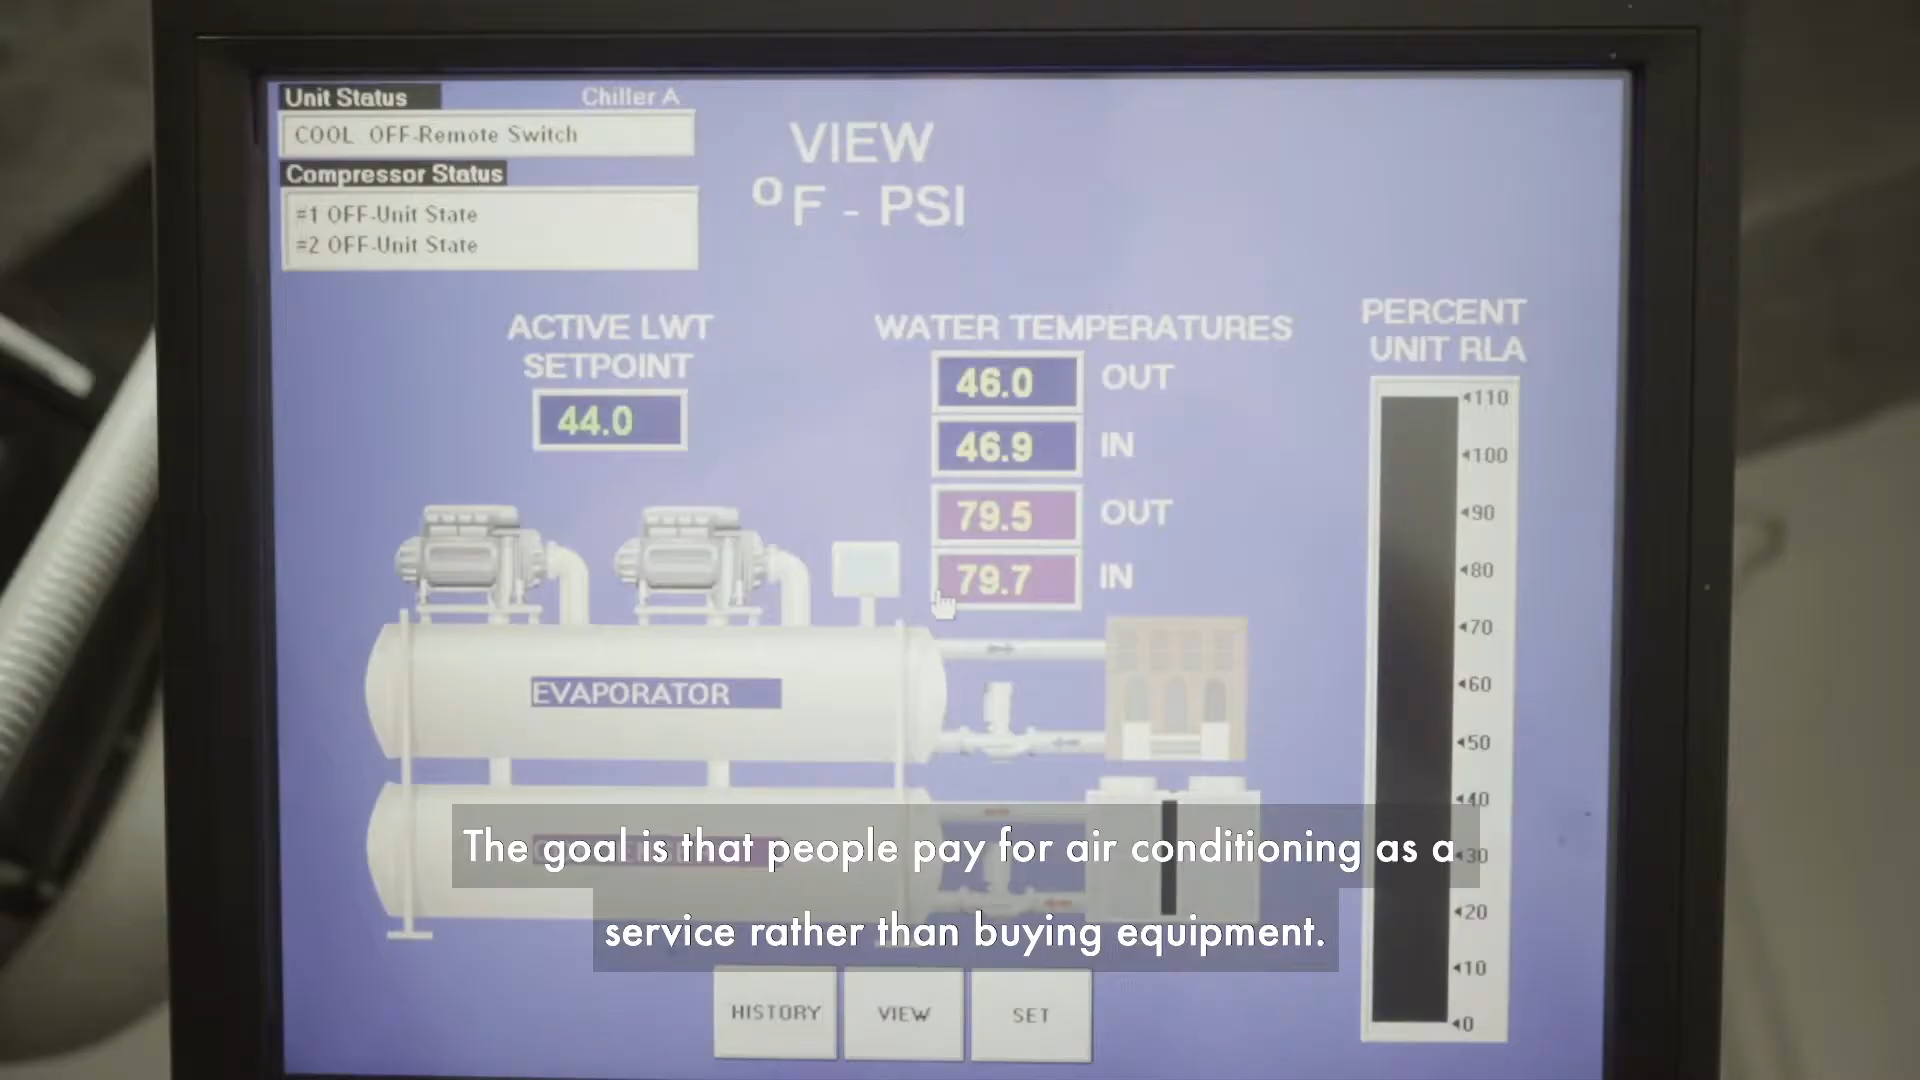 Unit Status
Chiller A
COOL OFF-Remote Switch
Compressor Status
=1 OFF-Unit State
=2 OFF-Unit State
VIEW
ºF - PSI
ACTIVE LWT
SETPOINT
44.0
WATER TEMPERATURES
46.0 OUT
46.9 IN
79.5 OUT
79.7 IN
PERCENT
UNIT RLA
110
100
90
80
70
60
50
40
30
20
10
0
EVAPORATOR
The goal is that people pay for air conditioning as a
service rather than buying equipment.
HISTORY
VIEW
SET